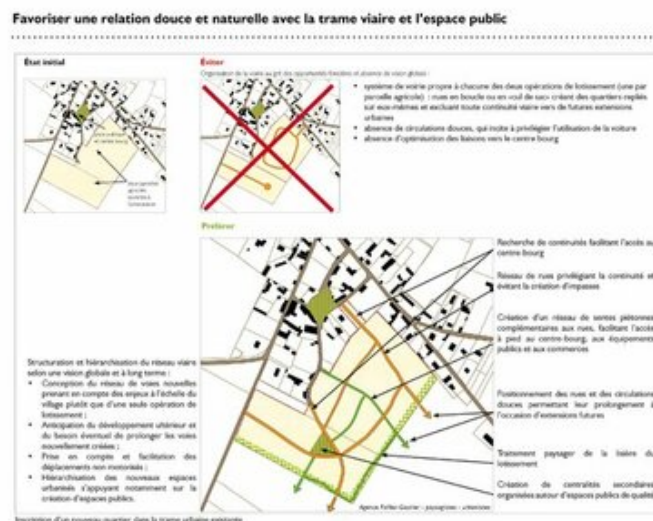 Favoriser une relation douce et naturelle avec la trame viaire et l'espace public
État initial
Éviter
Organisation de la voirie au gré des opportunités foncières et absence de vision globale :
• système de voirie propre à chacune des deux opérations de lotissement (une par
parcelle agricole) : rues en boucle ou en «cul de sac» créant des quartiers repliés
sur eux-mêmes et excluant toute continuité viaire vers de futures extensions
urbaines
• absence de circulations douces, qui incite à privilégier l'utilisation de la voiture
• absence d'optimisation des liaisons vers le centre bourg
Préférer
Recherche de continuités facilitant l'accès au
centre bourg
Réseau de rues privilégiant la continuité et
évitant la création d'impasses
Création d'un réseau de sentes piétonnes
complémentaires aux rues, facilitant l'accès
à pied au centre-bourg, aux équipements
publics et aux commerces
Positionnement des rues et des circulations
douces permettant leur prolongement à
l'occasion d'extensions futures
Traitement paysager de la lisière du
lotissement
Création de centralités secondaires
organisées autour d'espaces publics de qualité
Structuration et hiérarchisation du réseau viaire
selon une vision globale et à long terme :
• Conception du réseau de voies nouvelles
prenant en compte des enjeux à l'échelle du
village plutôt que d'une seule opération de
lotissement ;
• Anticipation du développement ultérieur et
du besoin éventuel de prolonger les voies
nouvellement créées ;
• Prise en compte et facilitation des
déplacements non motorisés ;
• Hiérarchisation des nouveaux espaces
urbanisés s'appuyant notamment sur la
création d'espaces publics.
Inscription d'un nouveau quartier dans la trame urbaine existante